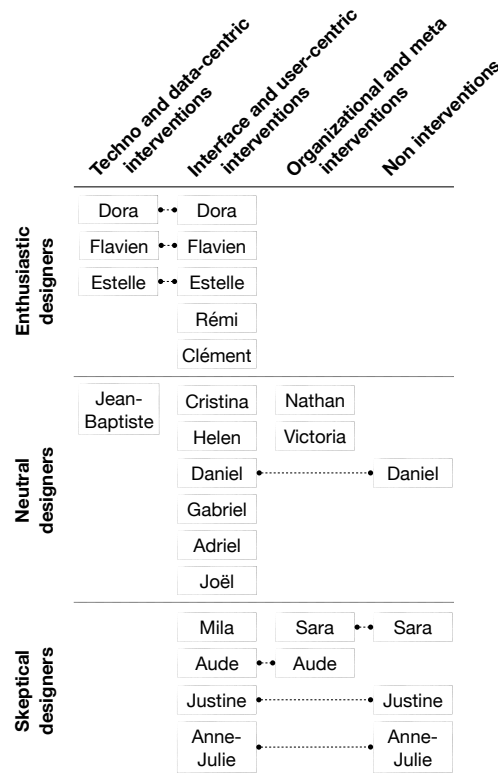 Techno and data-centric
interventions
Interface and user-centric
interventions
Organizational and meta
interventions
Non interventions
Enthusiastic
designers
Dora Dora
Flavien Flavien
Estelle Estelle
Rémi
Clément
Neutral
designers
Jean-
Baptiste
Cristina Nathan
Helen Victoria
Daniel Daniel
Gabriel
Adriel
Joël
Skeptical
designers
Mila Sara Sara
Aude Aude
Justine Justine
Anne- Anne-
Julie Julie